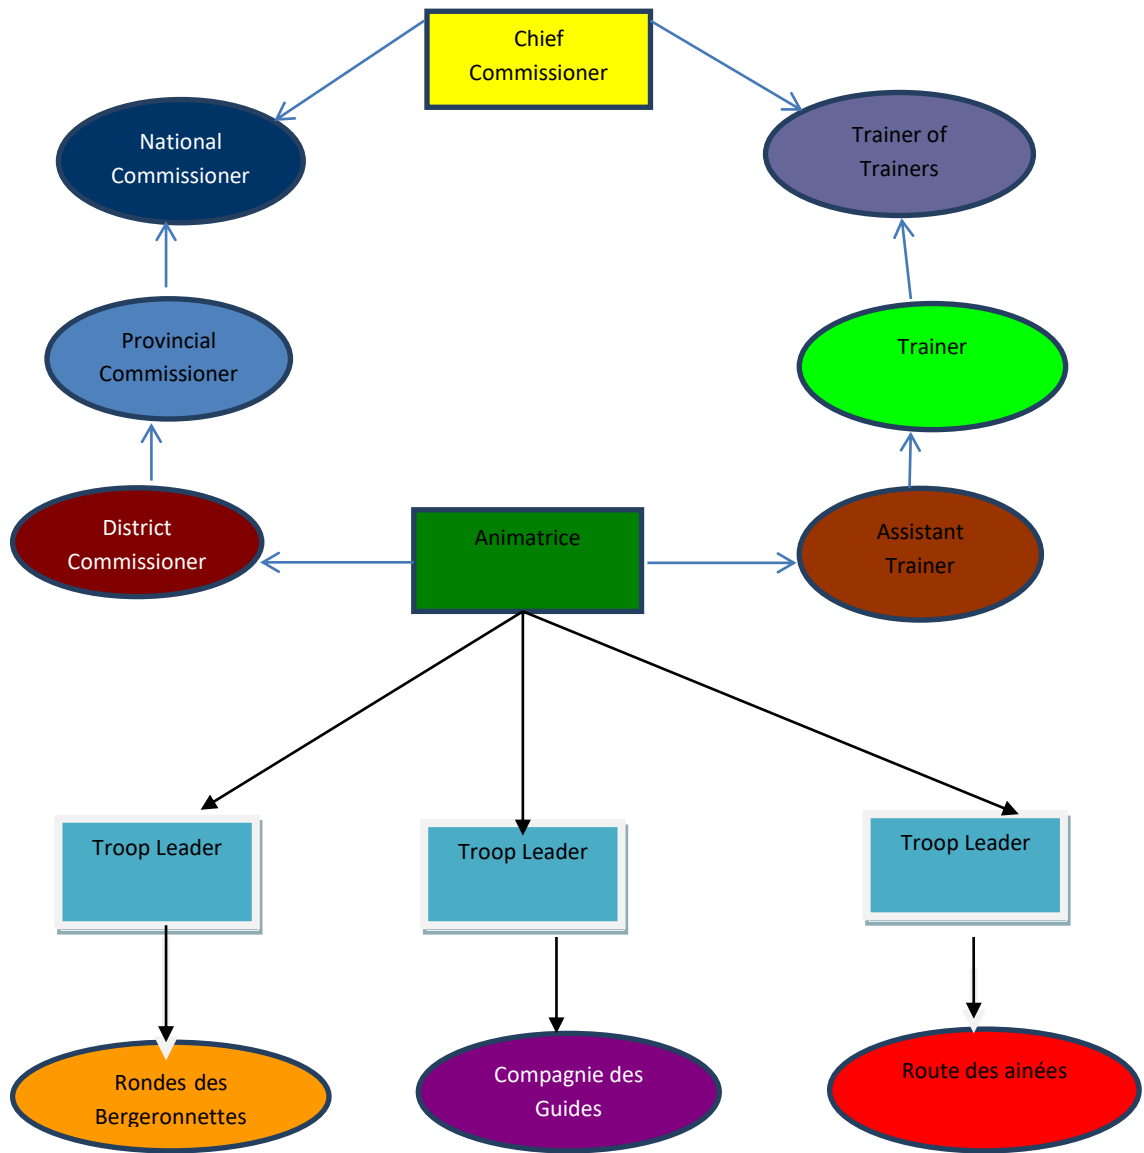 Chief
Commissioner
National
Commissioner
Trainer of
Trainers
Provincial
Commissioner
Trainer
District
Commissioner
Animatrice
Assistant
Trainer
Troop Leader
Troop Leader
Troop Leader
Rondes des
Bergeronnettes
Compagnie des
Guides
Route des ainées